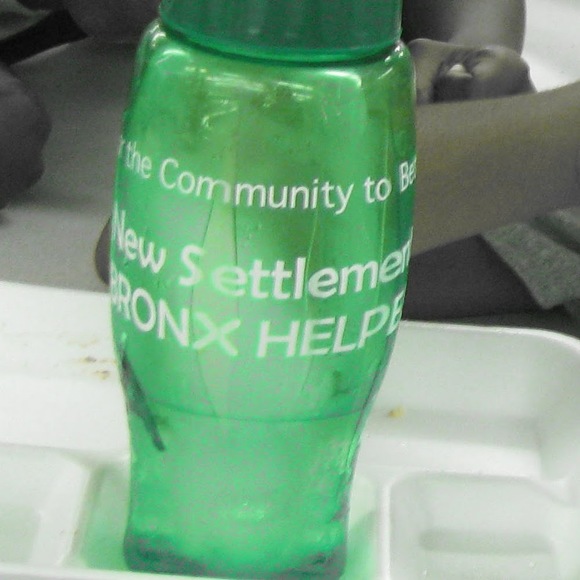 r the Community to Be
New Settlemen
BRONX HELPE